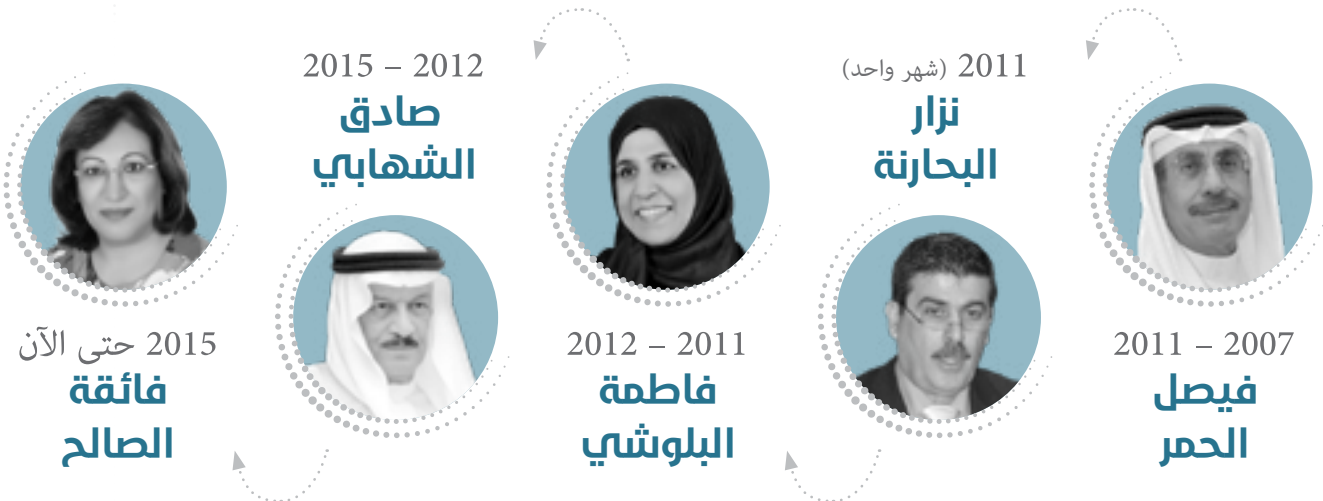 2007 – 2011
فيصل
الحمر
2011 (شهر واحد)
نزار
البحارنة
2011 – 2012
فاطمة
البلوشي
2012 – 2015
صادق
الشهابي
2015 حتى الآن
فائقة
الصالح